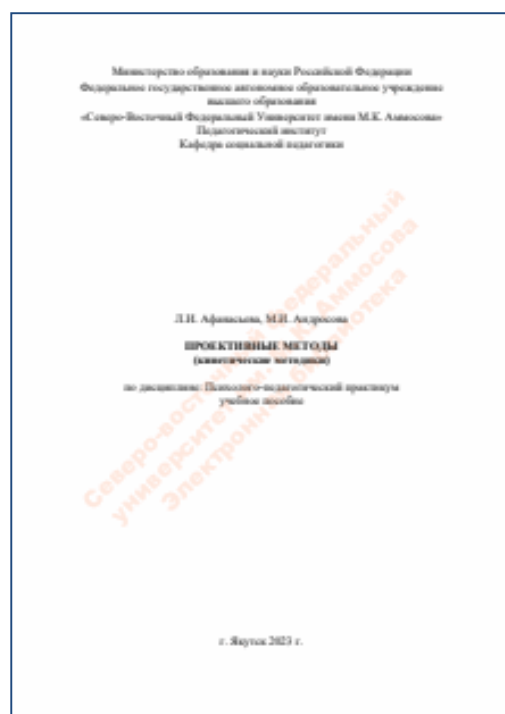 Министерство образования и науки Российской Федерации
Федеральное государственное автономное образовательное учреждение
высшего образования
«Северо-Восточный Федеральный Университет имени М.К. Аммосова»
Педагогический институт
Кафедра социальной педагогики
Л.И. Афанасьева, М.И. Андросова
ПРОЕКТИВНЫЕ МЕТОДЫ
(кинетические методики)
по дисциплине: Психолого-педагогический практикум
учебное пособие
Северо-восточный федеральный
университет им. М.К. Аммосова
Электронная библиотека
г. Якутск 2023 г.